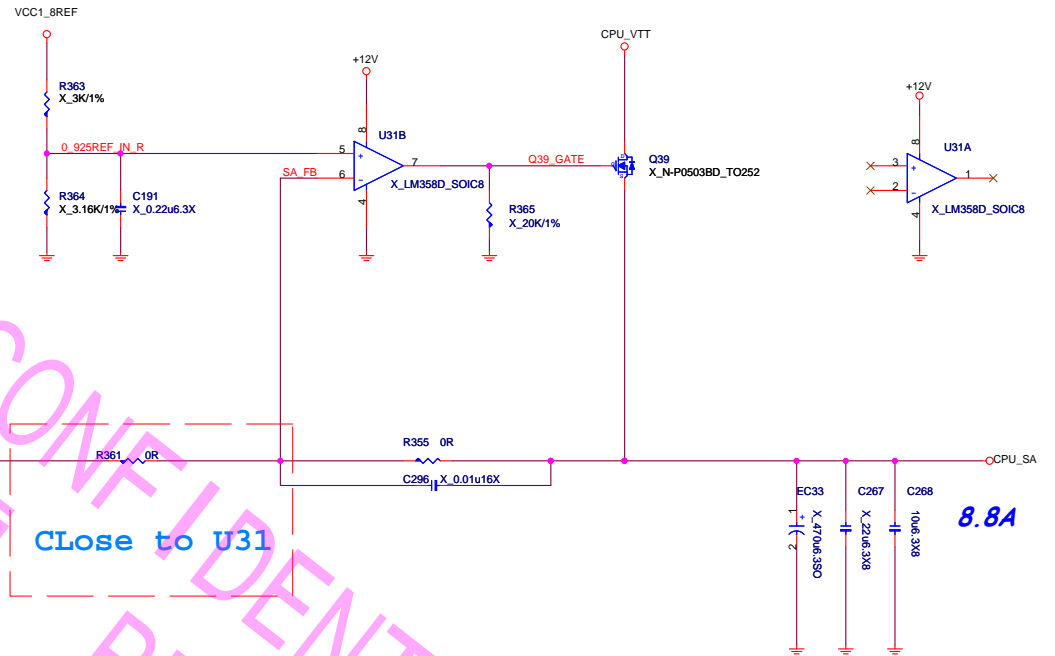 VCC1_8REF
R363
X_3K/1%
0_925REF_IN_R
R364
X_3.16K/1%
C191
X_0.22u6.3X
+12V
U31B
5
+
6
-
8
4
7
SA_FB
X_LM358D_SOIC8
Q39_GATE
R365
X_20K/1%
CPU_VTT
Q39
X_N-P0503BD_TO252
+12V
U31A
3
+
2
-
8
4
1
X_LM358D_SOIC8
R361
0R
R355 0R
C296
X_0.01u16X
CPU_SA
EC33
1
+
2
X_470u6.3SO
C267
X_22u6.3X8
C268
10u6.3X8
8.8A
CLose to U31
CONFIDENT